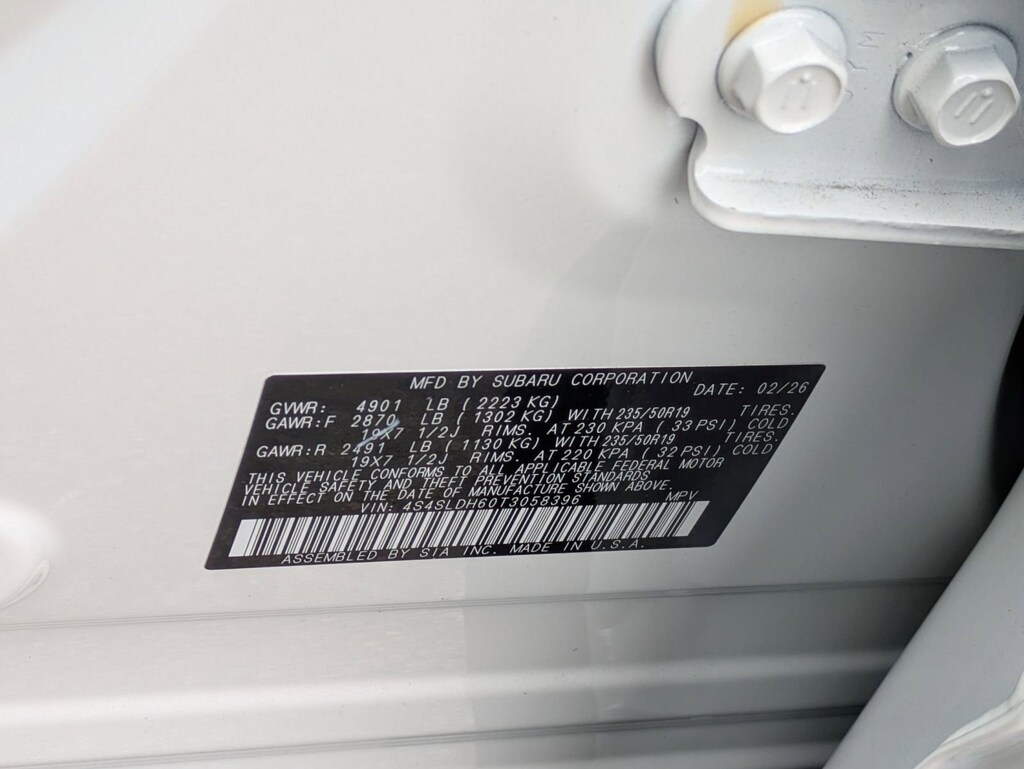 MFD BY SUBARU CORPORATION DATE: 02/26
GVWR: 4901 LB ( 2223 KG)
GAWR:F 2870 LB ( 1302 KG) WITH 235/50R19 TIRES.
19X7 1/2J RIMS. AT 230 KPA ( 33 PSI) COLD
GAWR:R 2491 LB ( 1130 KG) WITH 235/50R19 TIRES.
19X7 1/2J RIMS. AT 220 KPA ( 32 PSI) COLD
THIS VEHICLE CONFORMS TO ALL APPLICABLE FEDERAL MOTOR
VEHICLE SAFETY AND THEFT PREVENTION STANDARDS
IN EFFECT ON THE DATE OF MANUFACTURE SHOWN ABOVE.
VIN: 4S4SLDH60T3058396 MPV
ASSEMBLED BY SIA INC. MADE IN U.S.A.